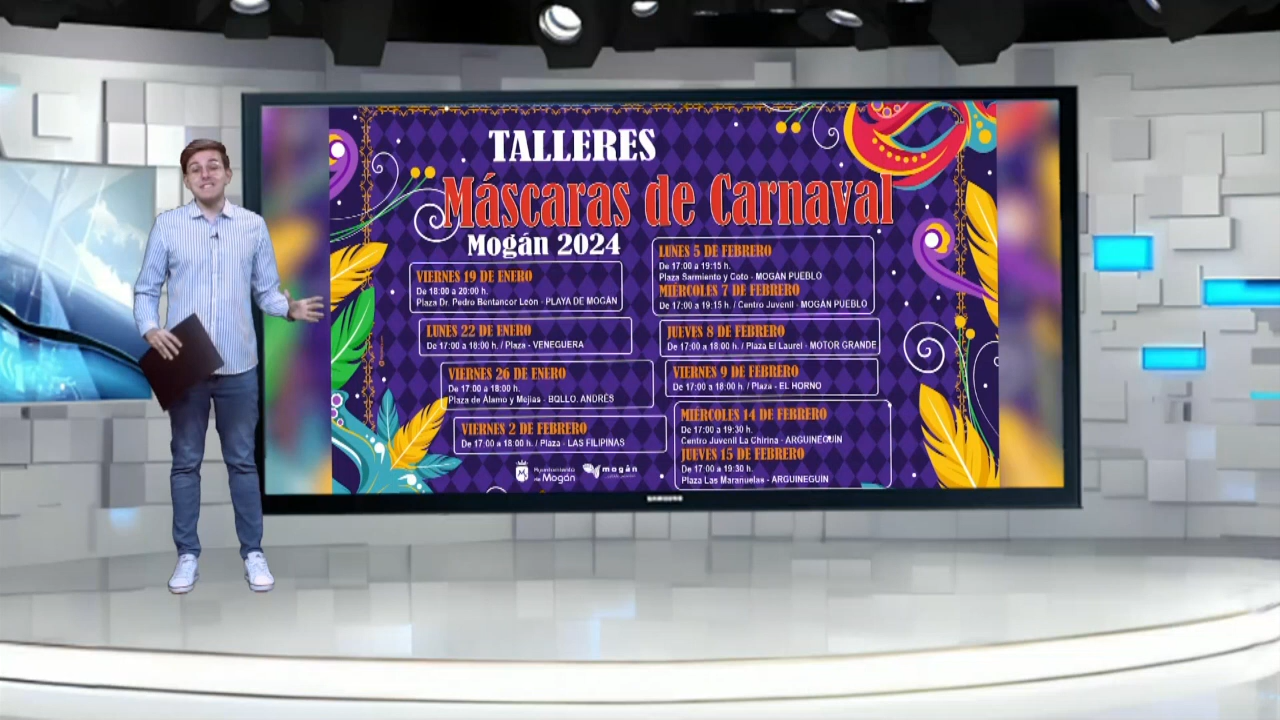 TALLERES
Máscaras de Carnaval
Mogán 2024
VIERNES 19 DE ENERO
De 18:00 a 20:00 h.
Plaza Dr. Pedro Bentancor León - PLAYA DE MOGÁN
LUNES 22 DE ENERO
De 17:00 a 18:00 h. / Plaza - VENEGUERA
VIERNES 26 DE ENERO
De 17:00 a 18:00 h.
Plaza de Álamo y Mejías - BQLLO. ANDRÉS
VIERNES 2 DE FEBRERO
De 17:00 a 18:00 h. / Plaza - LAS FILIPINAS
LUNES 5 DE FEBRERO
De 17:00 a 19:15 h.
Plaza Sarmiento y Coto - MOGÁN PUEBLO
MIÉRCOLES 7 DE FEBRERO
De 17:00 a 19:15 h. / Centro Juvenil - MOGÁN PUEBLO
JUEVES 8 DE FEBRERO
De 17:00 a 18:00 h. / Plaza El Laurel - MOTOR GRANDE
VIERNES 9 DE FEBRERO
De 17:00 a 18:00 h. / Plaza - EL HORNO
MIÉRCOLES 14 DE FEBRERO
De 17:00 a 19:30 h.
Centro Juvenil La Chirina - ARGUINEGUÍN
JUEVES 15 DE FEBRERO
De 17:00 a 19:30 h.
Plaza Las Marañuelas - ARGUINEGUÍN
Ayuntamiento
de Mogán
mogán
SAMSUNG